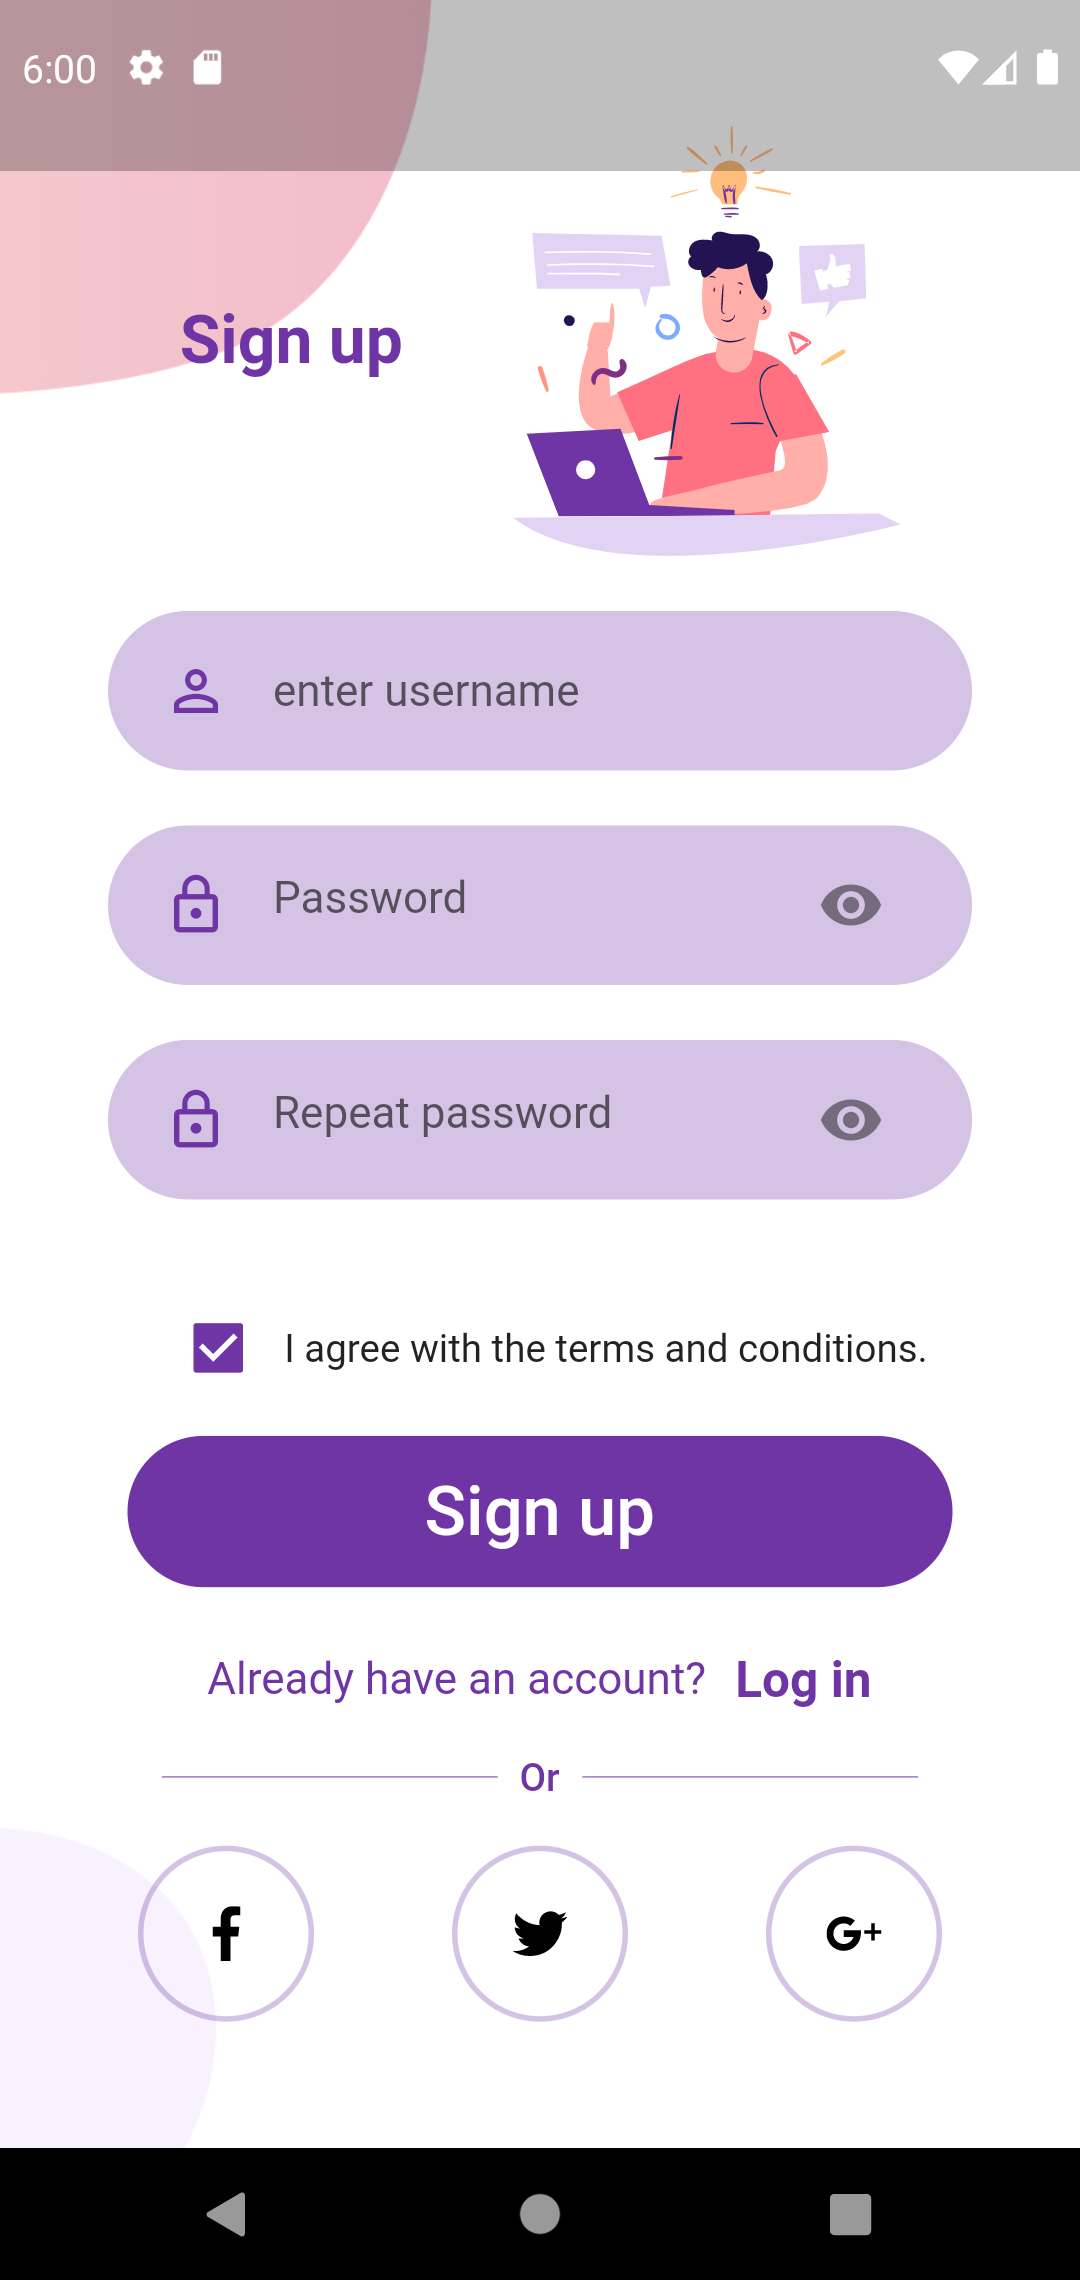 6:00
Sign up
enter username
Password
Repeat password
I agree with the terms and conditions.
Sign up
Already have an account? Log in
Or
G+